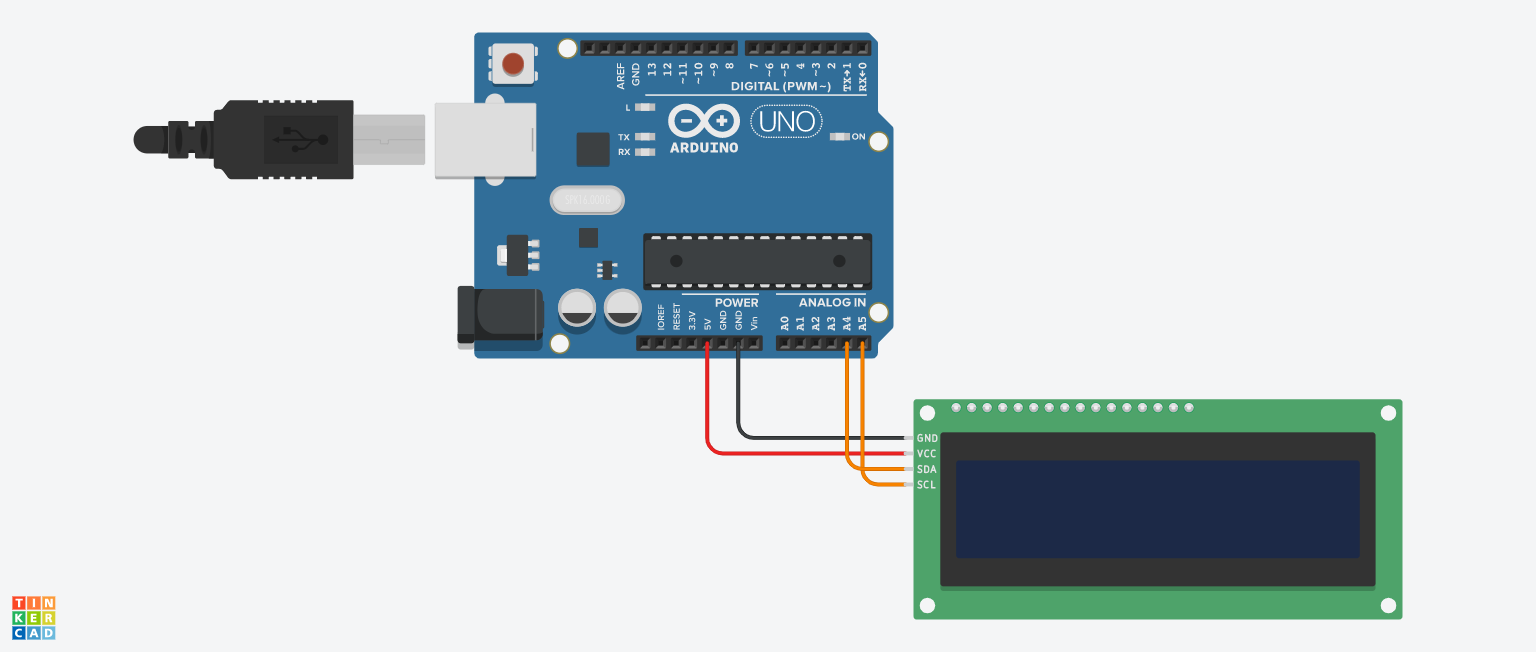 AREF
GND
13
12
~11
~10
~9
8
7
~6
~5
4
~3
2
TX→1
RX←0
DIGITAL (PWM~)
L
TX
RX
ARDUINO
UNO
ON
POWER
ANALOG IN
IOREF
RESET
3.3V
5V
GND
GND
Vin
A0
A1
A2
A3
A4
A5
GND
VCC
SDA
SCL
TIN
KER
CAD